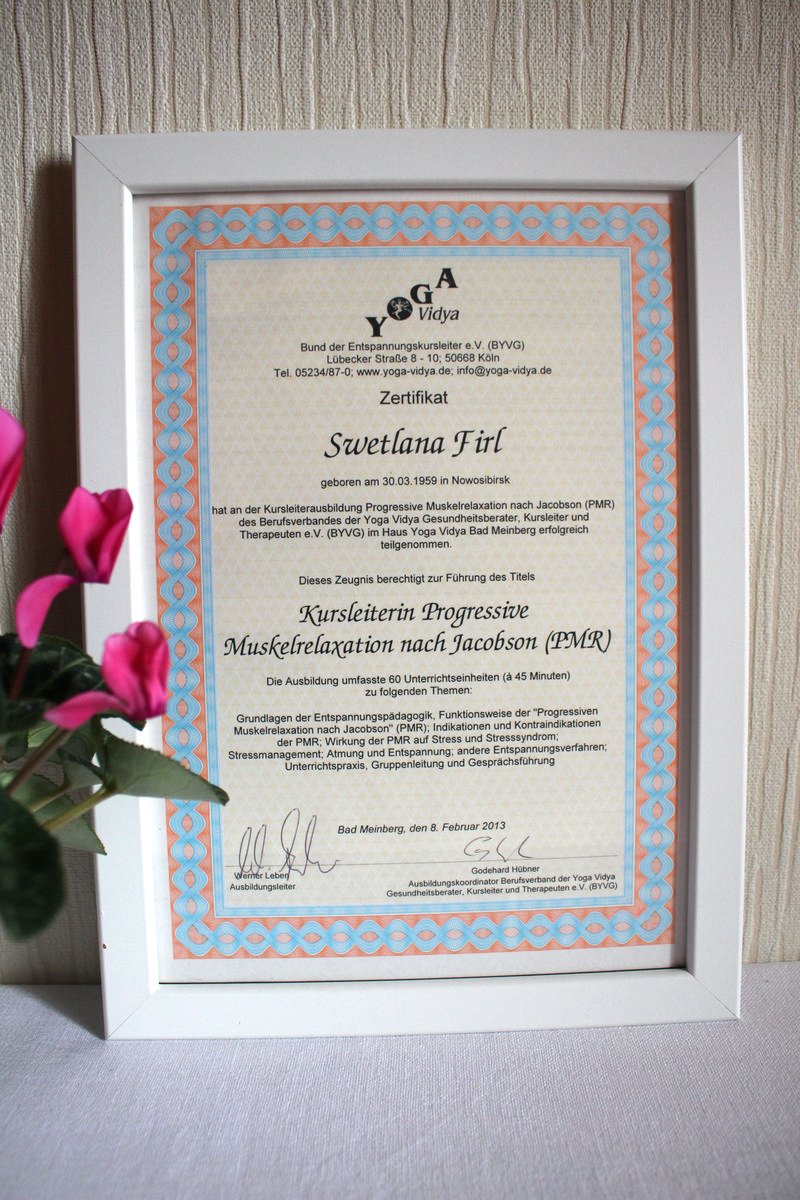 YOGA
Vidya
Bund der Entspannungskursleiter e.V. (BYVG)
Lübecker Straße 8 - 10; 50668 Köln
Tel. 05234/87-0; www.yoga-vidya.de; info@yoga-vidya.de
Zertifikat
Swetlana Firl
geboren am 30.03.1959 in Nowosibirsk
hat an der Kursleiterausbildung Progressive Muskelrelaxation nach Jacobson (PMR)
des Berufsverbandes der Yoga Vidya Gesundheitsberater, Kursleiter und
Therapeuten e.V. (BYVG) im Haus Yoga Vidya Bad Meinberg erfolgreich
teilgenommen.
Dieses Zeugnis berechtigt zur Führung des Titels
Kursleiterin Progressive
Muskelrelaxation nach Jacobson (PMR)
Die Ausbildung umfasste 60 Unterrichtseinheiten (à 45 Minuten)
zu folgenden Themen:
Grundlagen der Entspannungspädagogik, Funktionsweise der "Progressiven
Muskelrelaxation nach Jacobson" (PMR); Indikationen und Kontraindikationen
der PMR; Wirkung der PMR auf Stress und Stresssyndrom;
Stressmanagement; Atmung und Entspannung; andere Entspannungsverfahren;
Unterrichtspraxis, Gruppenleitung und Gesprächsführung
Bad Meinberg, den 8. Februar 2013
Werner Leben
Ausbildungsleiter
Godehard Hübner
Ausbildungskoordinator Berufsverband der Yoga Vidya
Gesundheitsberater, Kursleiter und Therapeuten e.V. (BYVG)